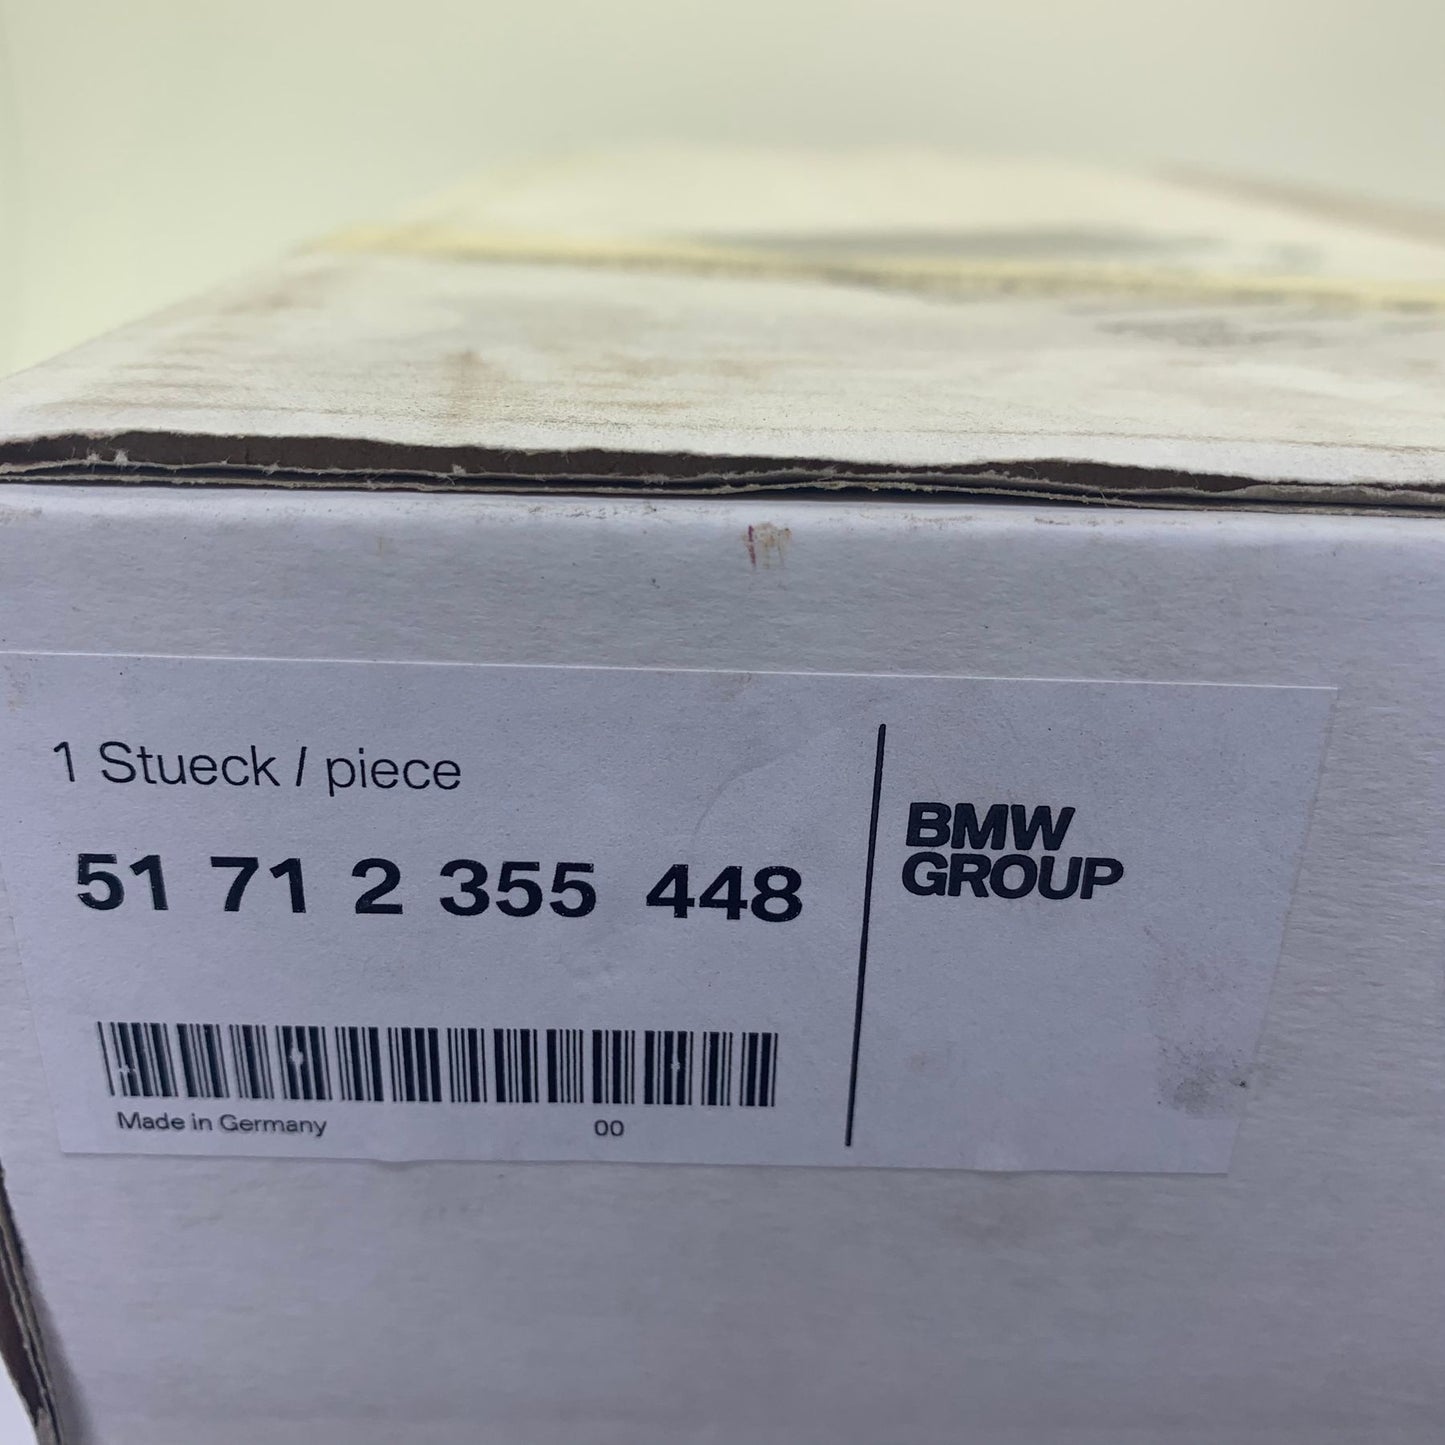 1 Stueck / piece
51 71 2 355 448
BMW
GROUP
Made in Germany 00